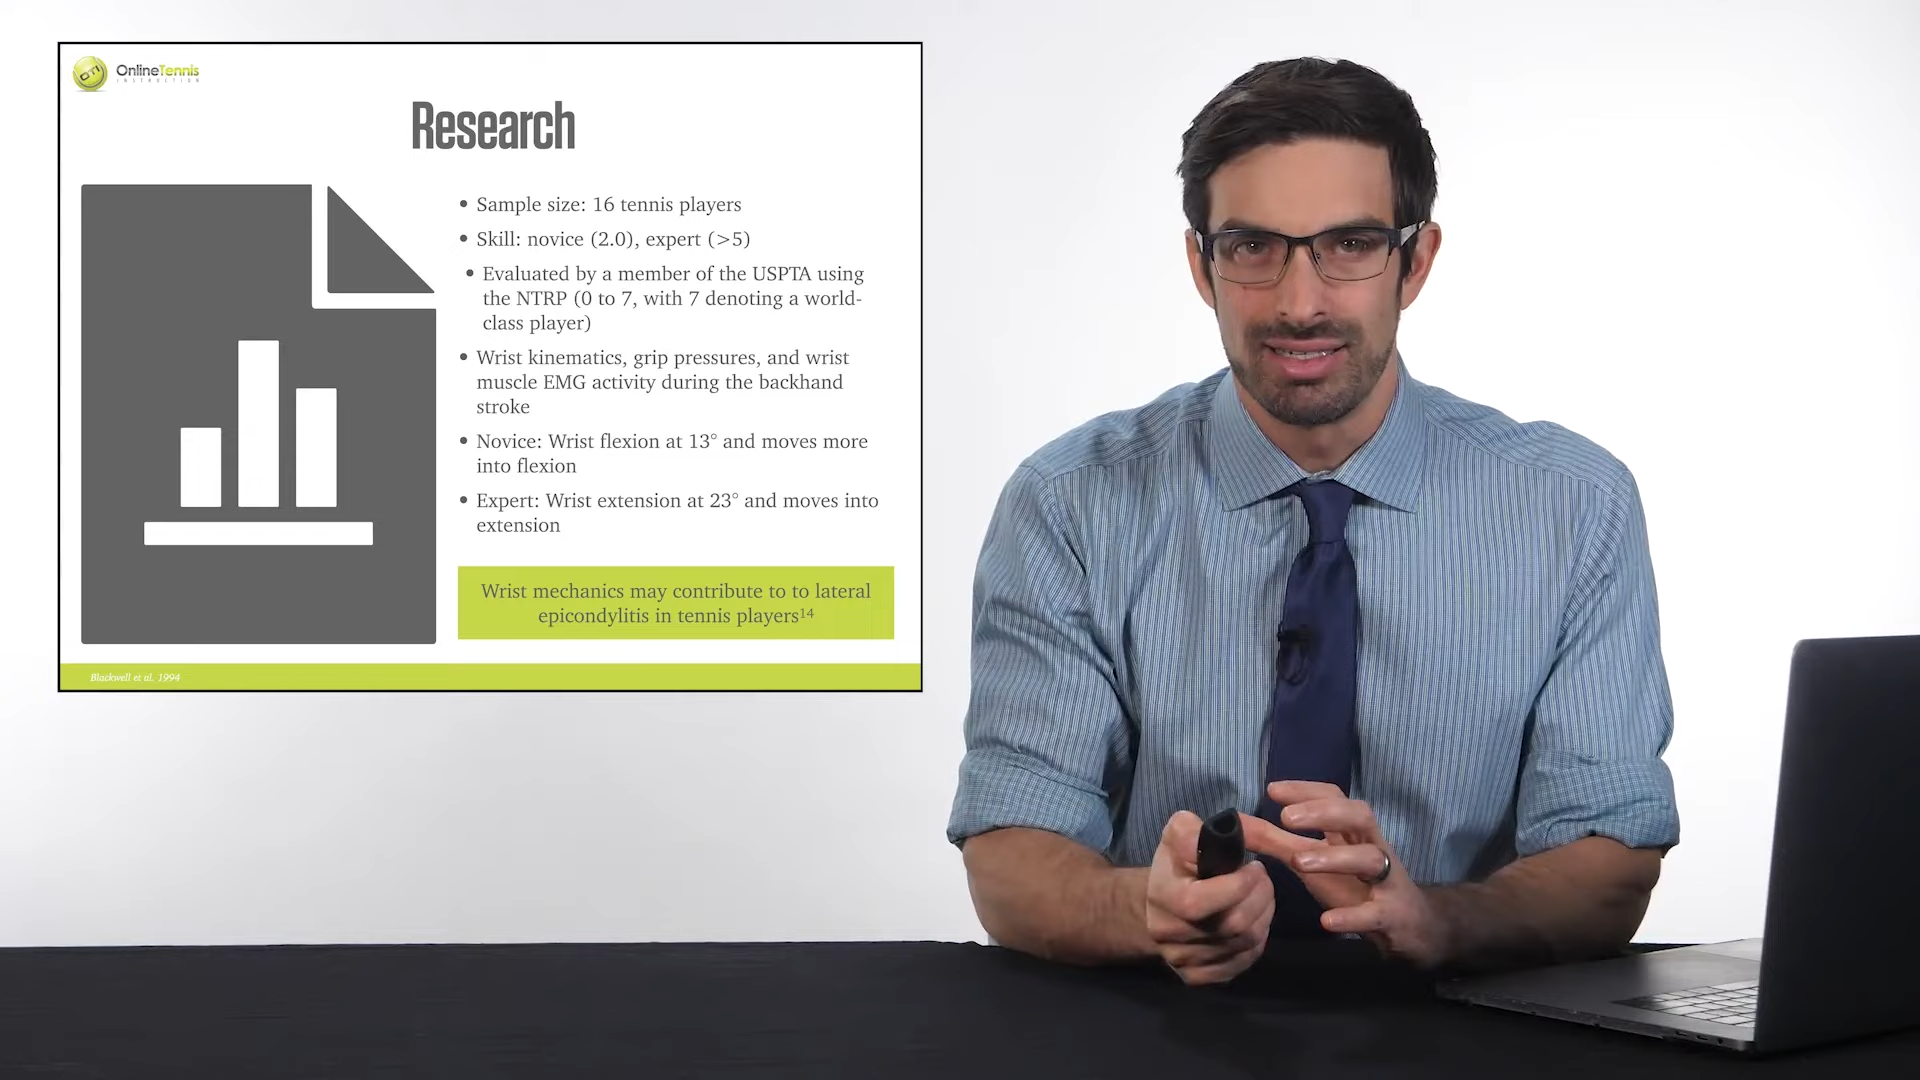 OTI
OnlineTennis
INSTRUCTION
Research
• Sample size: 16 tennis players
• Skill: novice (2.0), expert (>5)
• Evaluated by a member of the USPTA using
the NTRP (0 to 7, with 7 denoting a world-
class player)
• Wrist kinematics, grip pressures, and wrist
muscle EMG activity during the backhand
stroke
• Novice: Wrist flexion at 13° and moves more
into flexion
• Expert: Wrist extension at 23° and moves into
extension
Wrist mechanics may contribute to to lateral
epicondylitis in tennis players¹⁴
Blackwell et al. 1994